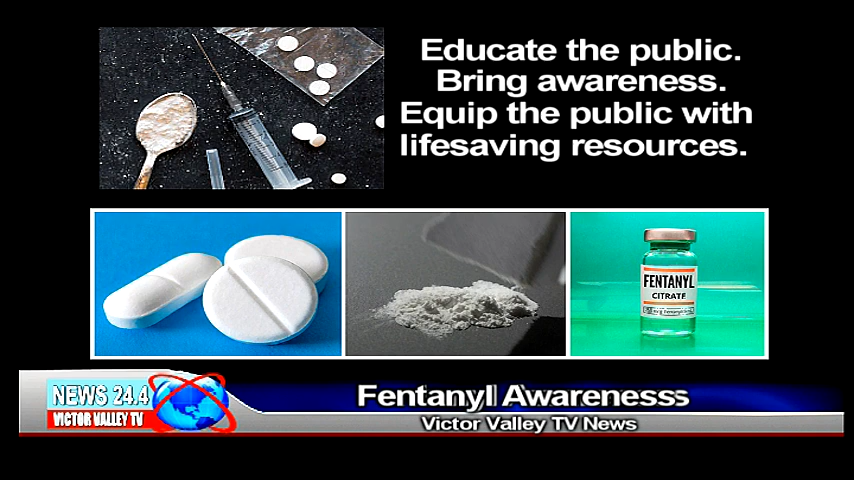 Educate the public.
Bring awareness.
Equip the public with
lifesaving resources.
FENTANYL
CITRATE
NEWS 24.4
VICTOR VALLEY TV
Fentanyl Awareness
Victor Valley TV News